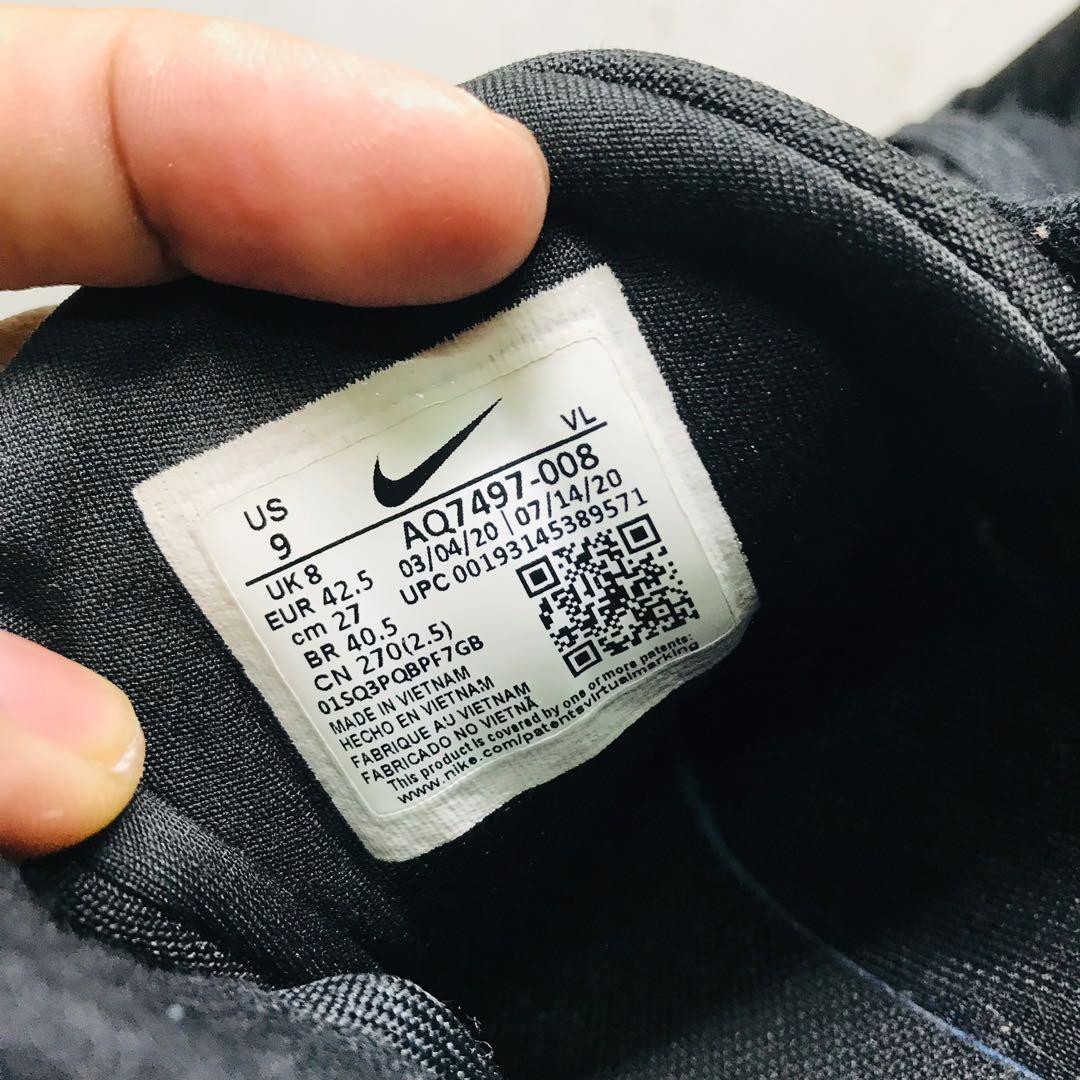 US
9
VL
UK 8
EUR 42.5
cm 27
BR 40.5
CN 270(2.5)
AQ7497-008
03/04/20 | 07/14/20
UPC 00193145389571
01SQ3PQBPF7GB
MADE IN VIETNAM
HECHO EN VIETNAM
FABRIQUE AU VIETNAM
FABRICADO NO VIETNÃ
This product is covered by one or more patents:
www.nike.com/patentsvirtualmarking